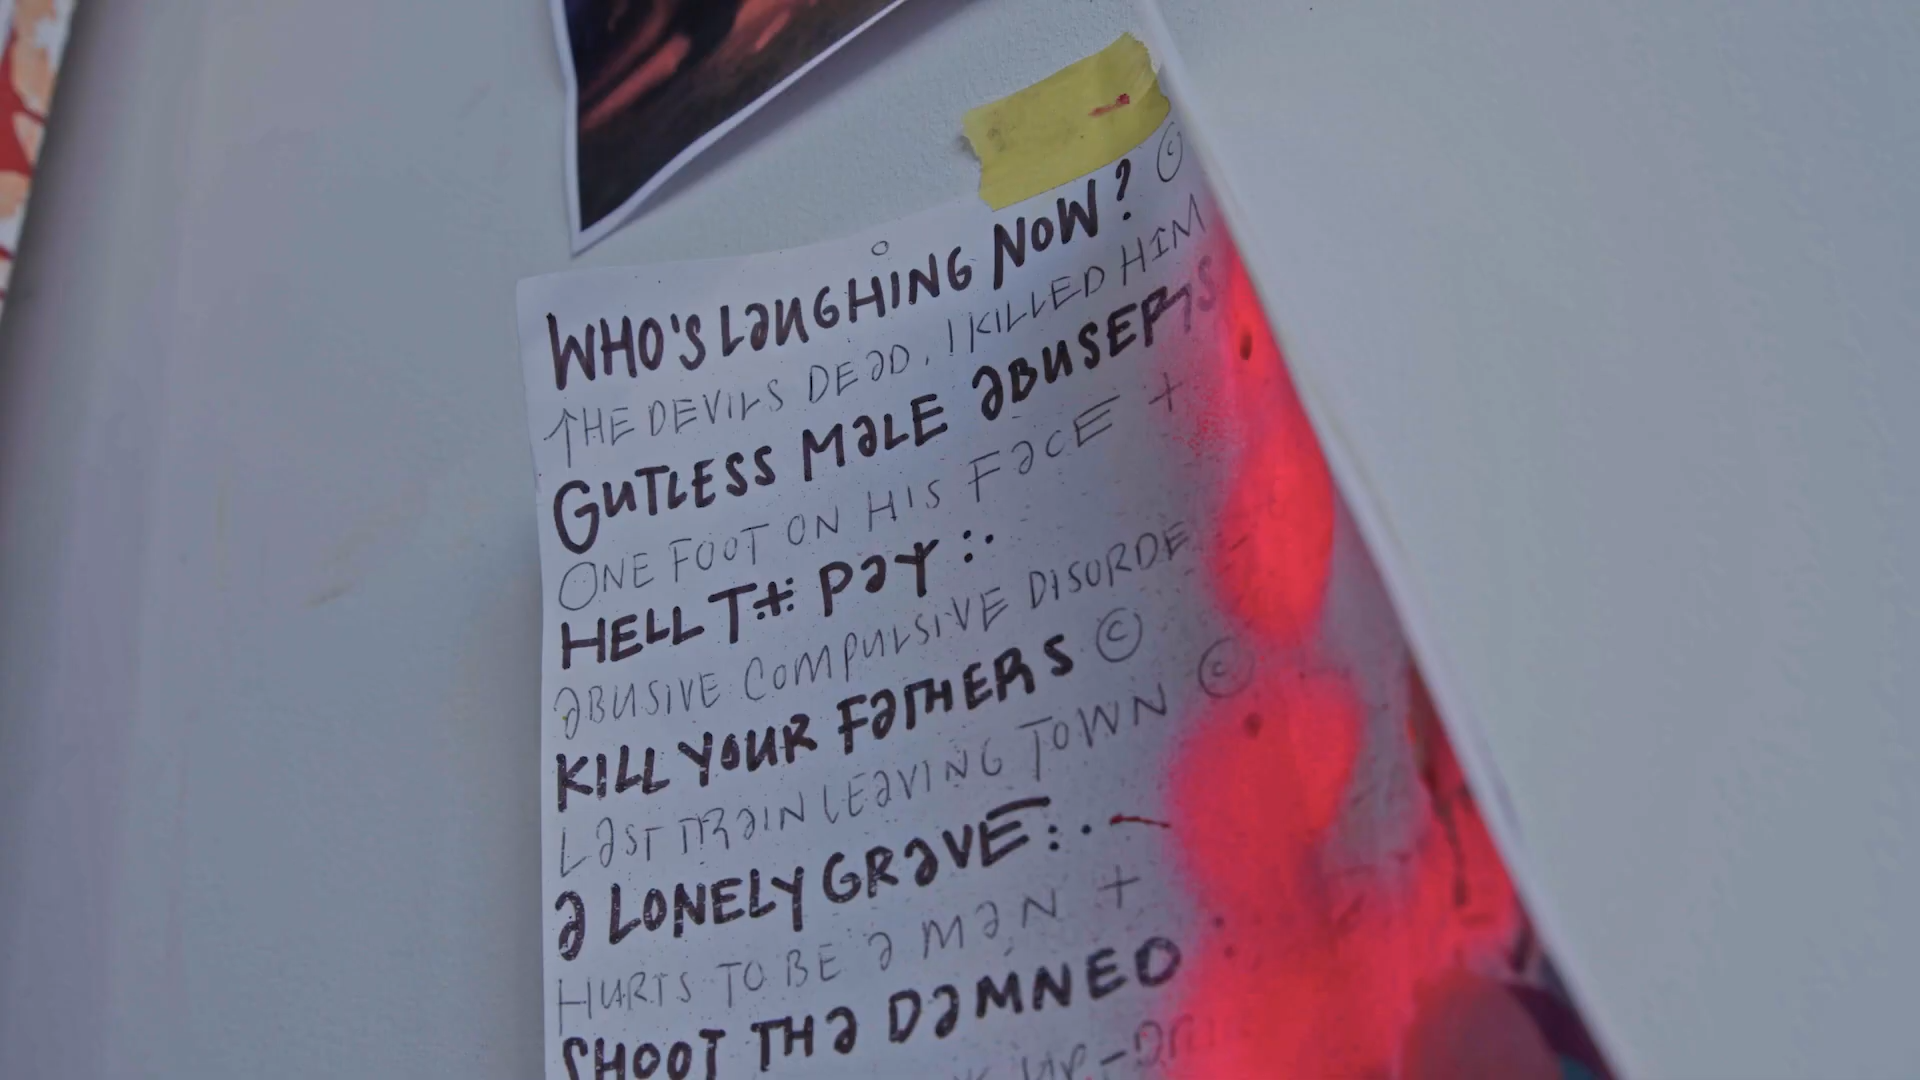 WHO'S LAUGHING NOW? ©
THE DEVILS DEAD. I KILLED HIM
GUTLESS MALE ABUSERS
ONE FOOT ON HIS FACE +
HELL TO PAY :.
ABUSIVE COMPULSIVE DISORDE
KILL YOUR FATHERS ©
LAST TRAIN LEAVING TOWN ©
A LONELY GRAVE :.
HURTS TO BE A MAN +
SHOOT THA DAMNED